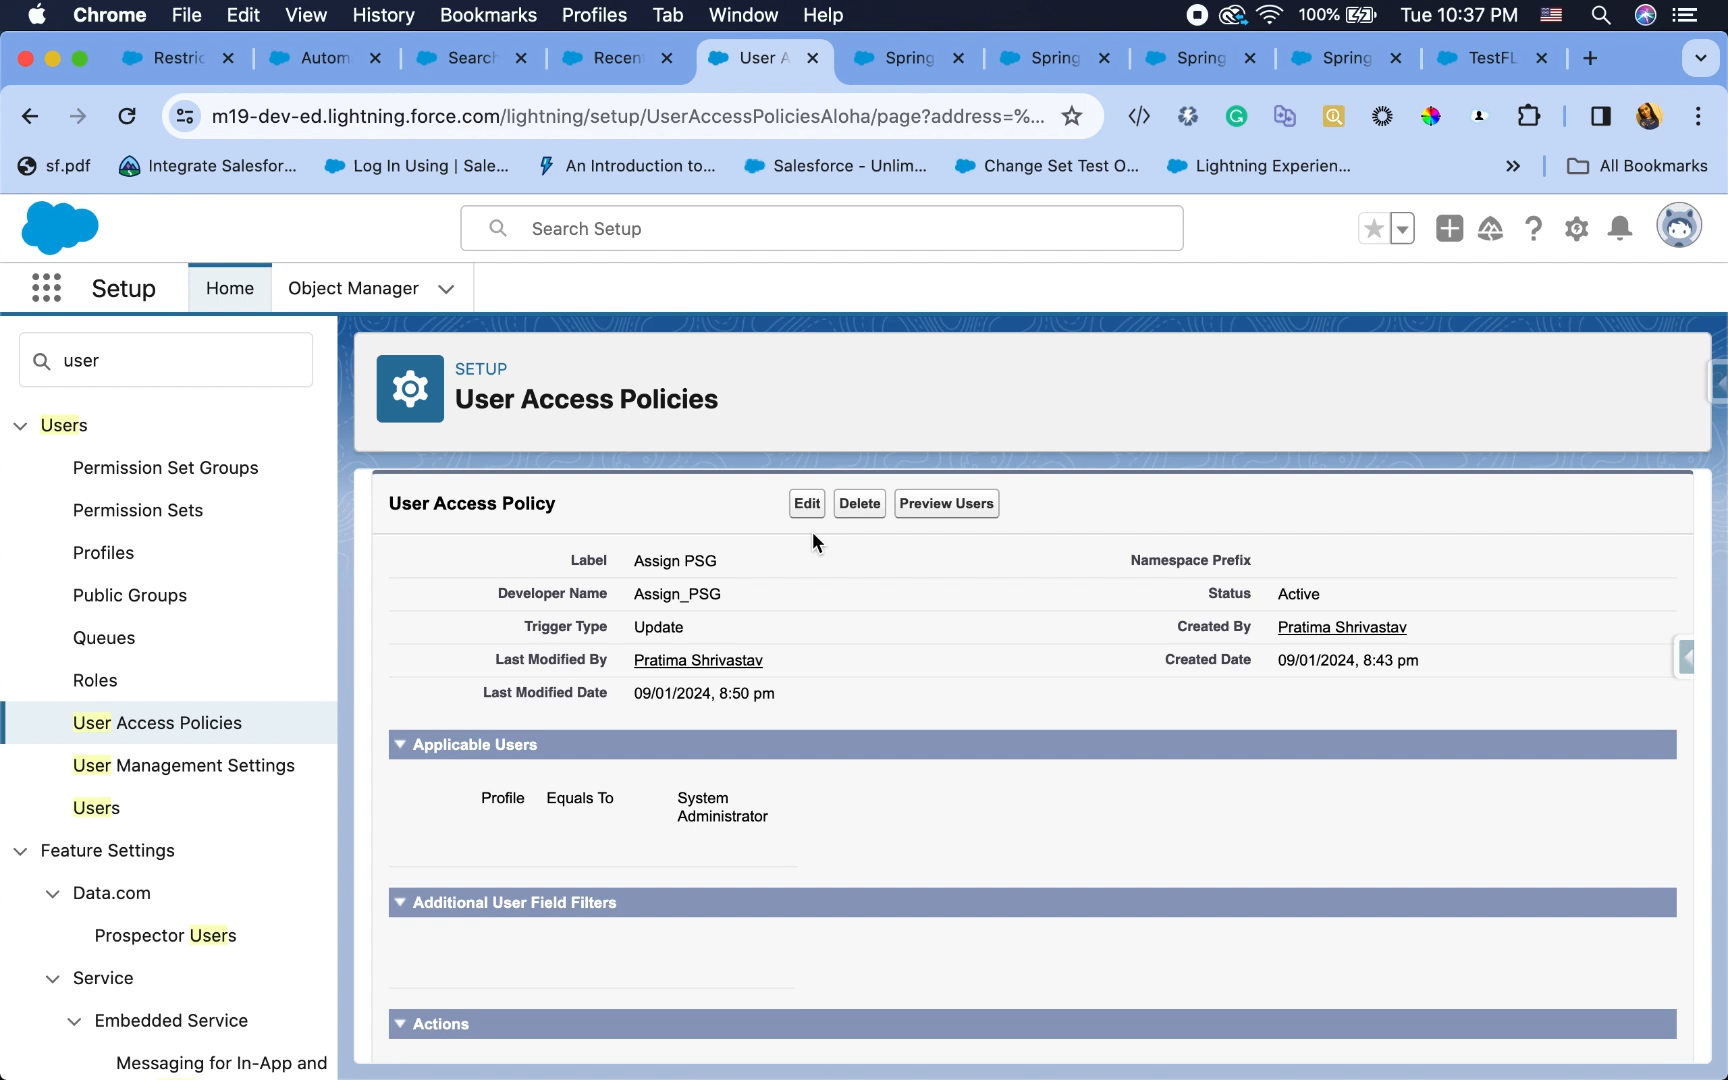 Chrome File Edit View History Bookmarks Profiles Tab Window Help 100% Tue 10:37 PM
Restric Autom Search Recen User A Spring Spring Spring Spring TestFL
m19-dev-ed.lightning.force.com/lightning/setup/UserAccessPoliciesAloha/page?address=%...
sf.pdf Integrate Salesfor... Log In Using | Sale... An Introduction to... Salesforce - Unlim... Change Set Test O... Lightning Experien... » All Bookmarks
Search Setup
Setup Home Object Manager
user
Users
Permission Set Groups
Permission Sets
Profiles
Public Groups
Queues
Roles
User Access Policies
User Management Settings
Users
Feature Settings
Data.com
Prospector Users
Service
Embedded Service
Messaging for In-App and
SETUP
User Access Policies
User Access Policy Edit Delete Preview Users
Label Assign PSG Namespace Prefix
Developer Name Assign_PSG Status Active
Trigger Type Update Created By Pratima Shrivastav
Last Modified By Pratima Shrivastav Created Date 09/01/2024, 8:43 pm
Last Modified Date 09/01/2024, 8:50 pm
Applicable Users
Profile Equals To System
Administrator
Additional User Field Filters
Actions